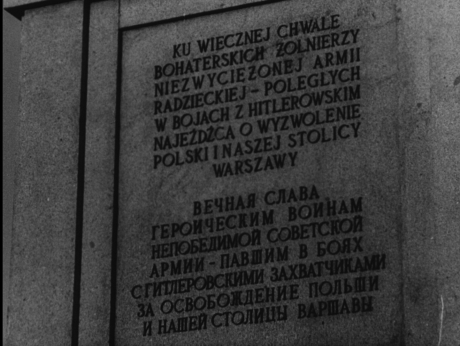 KU WIECZNEJ CHWALE
BOHATERSKICH ŻOŁNIERZY
NIEZWYCIĘŻONEJ ARMII
RADZIECKIEJ - POLEGŁYCH
W BOJACH Z HITLEROWSKIM
NAJEŹDŹCĄ O WYZWOLENIE
POLSKI I NASZEJ STOLICY
WARSZAWY
ВЕЧНАЯ СЛАВА
ГЕРОИЧЕСКИМ ВОИНАМ
НЕПОБЕДИМОЙ СОВЕТСКОЙ
АРМИИ - ПАВШИМ В БОЯХ
С ГИТЛЕРОВСКИМИ ЗАХВАТЧИКАМИ
ЗА ОСВОБОЖДЕНИЕ ПОЛЬШИ
И НАШЕЙ СТОЛИЦЫ ВАРШАВЫ